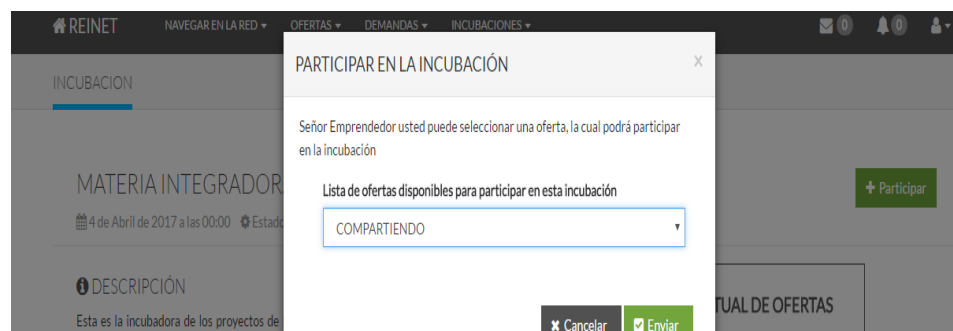 REINET NAVEGAR EN LA RED OFERTAS DEMANDAS INCUBACIONES 0 0
INCUBACION
PARTICIPAR EN LA INCUBACIÓN X
Señor Emprendedor usted puede seleccionar una oferta, la cual podrá participar
en la incubación
MATERIA INTEGRADOR
+ Participar
4 de Abril de 2017 a las 00:00 Estado
Lista de ofertas disponibles para participar en esta incubación
COMPARTIENDO
DESCRIPCIÓN
Esta es la incubadora de los proyectos de
TUAL DE OFERTAS
Cancelar Enviar